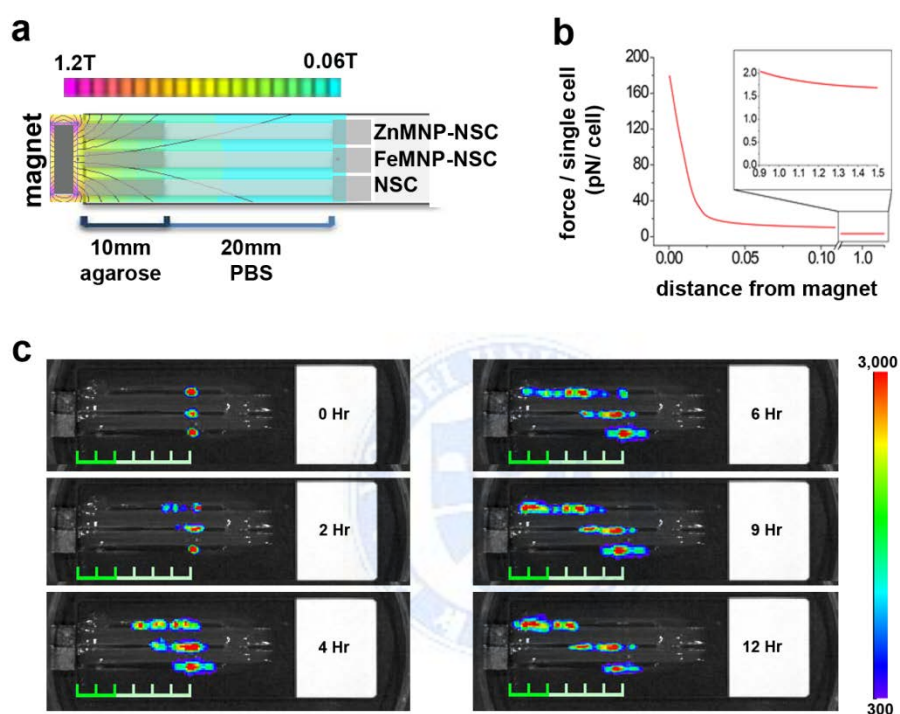 a
1.2T 0.06T
magnet
ZnMNP-NSC
FeMNP-NSC
NSC
10mm
agarose
20mm
PBS
b
force / single cell
(pN/ cell)
200
160
120
80
40
0
0.00 0.05 0.10 1.0
distance from magnet
2.0
1.5
1.0
0.5
0.0
0.9 1.0 1.1 1.2 1.3 1.4 1.5
c
0 Hr
2 Hr
4 Hr
6 Hr
9 Hr
12 Hr
3,000
300